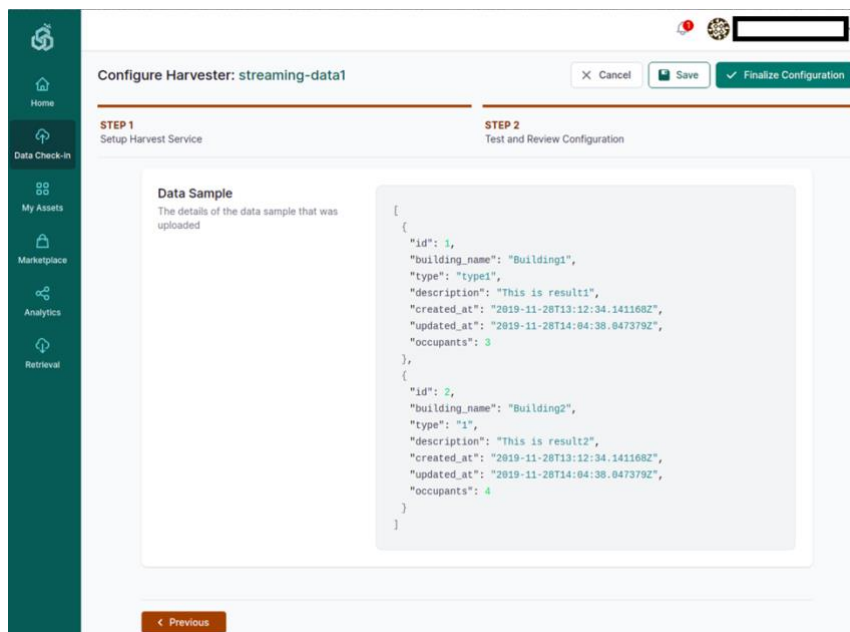 1
Configure Harvester: streaming-data1
Cancel
Save
Finalize Configuration
Home
Data Check-in
My Assets
Marketplace
Analytics
Retrieval
STEP 1
Setup Harvest Service
STEP 2
Test and Review Configuration
Data Sample
The details of the data sample that was
uploaded
[
{
"id": 1,
"building_name": "Building1",
"type": "type1",
"description": "This is result1",
"created_at": "2019-11-28T13:12:34.141168Z",
"updated_at": "2019-11-28T14:04:38.047379Z",
"occupants": 3
},
{
"id": 2,
"building_name": "Building2",
"type": "1",
"description": "This is result2",
"created_at": "2019-11-28T13:12:34.141168Z",
"updated_at": "2019-11-28T14:04:38.047379Z",
"occupants": 4
}
]
Previous